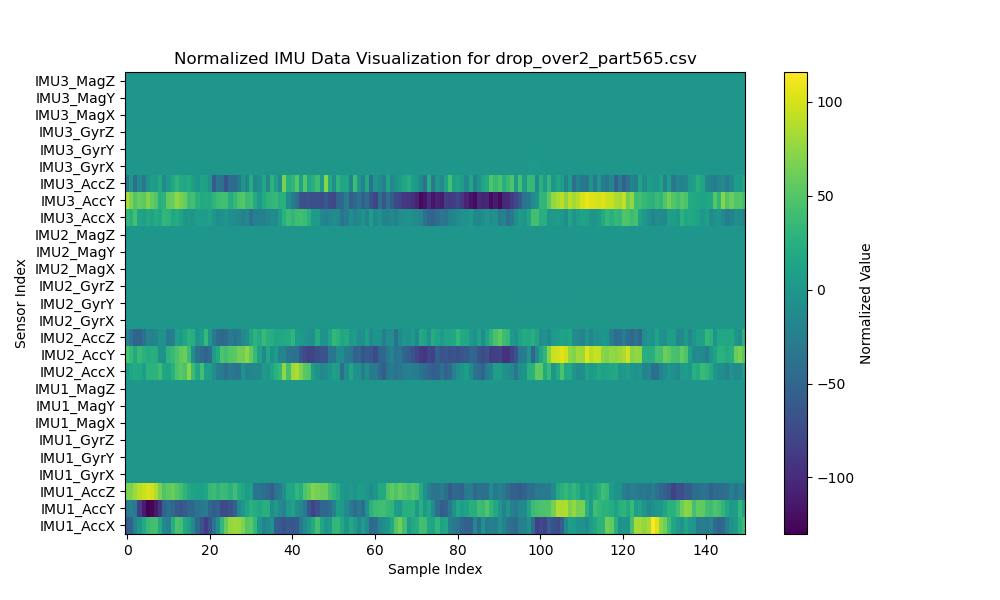 Normalized IMU Data Visualization for drop_over2_part565.csv
IMU3_MagZ
IMU3_MagY
IMU3_MagX
IMU3_GyrZ
IMU3_GyrY
IMU3_GyrX
IMU3_AccZ
IMU3_AccY
IMU3_AccX
IMU2_MagZ
IMU2_MagY
IMU2_MagX
IMU2_GyrZ
IMU2_GyrY
IMU2_GyrX
IMU2_AccZ
IMU2_AccY
IMU2_AccX
IMU1_MagZ
IMU1_MagY
IMU1_MagX
IMU1_GyrZ
IMU1_GyrY
IMU1_GyrX
IMU1_AccZ
IMU1_AccY
IMU1_AccX
Sensor Index
0 20 40 60 80 100 120 140
Sample Index
100
50
0
−50
−100
Normalized Value